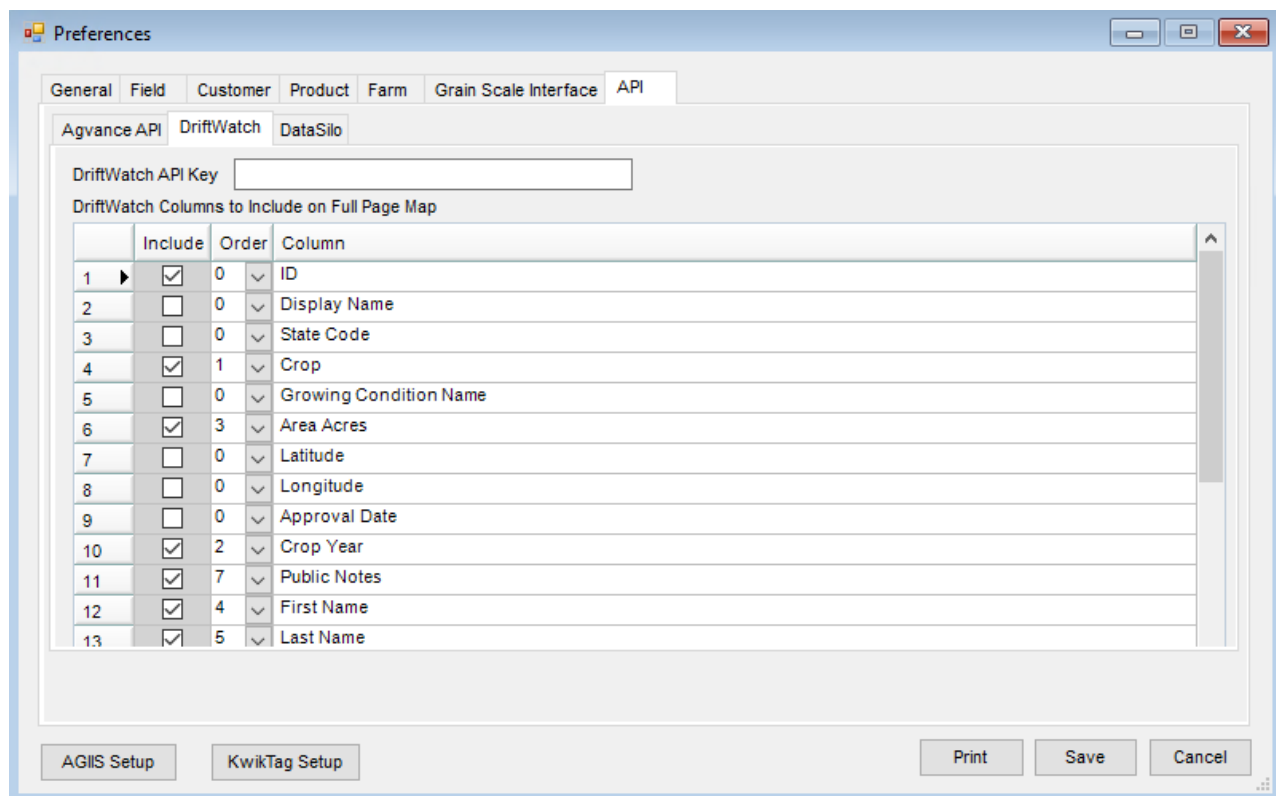 Preferences
General Field Customer Product Farm Grain Scale Interface API
Agvance API DriftWatch DataSilo
DriftWatch API Key
DriftWatch Columns to Include on Full Page Map
Include Order Column
1 0 ID
2 0 Display Name
3 0 State Code
4 1 Crop
5 0 Growing Condition Name
6 3 Area Acres
7 0 Latitude
8 0 Longitude
9 0 Approval Date
10 2 Crop Year
11 7 Public Notes
12 4 First Name
13 5 Last Name
AGIIS Setup KwikTag Setup Print Save Cancel